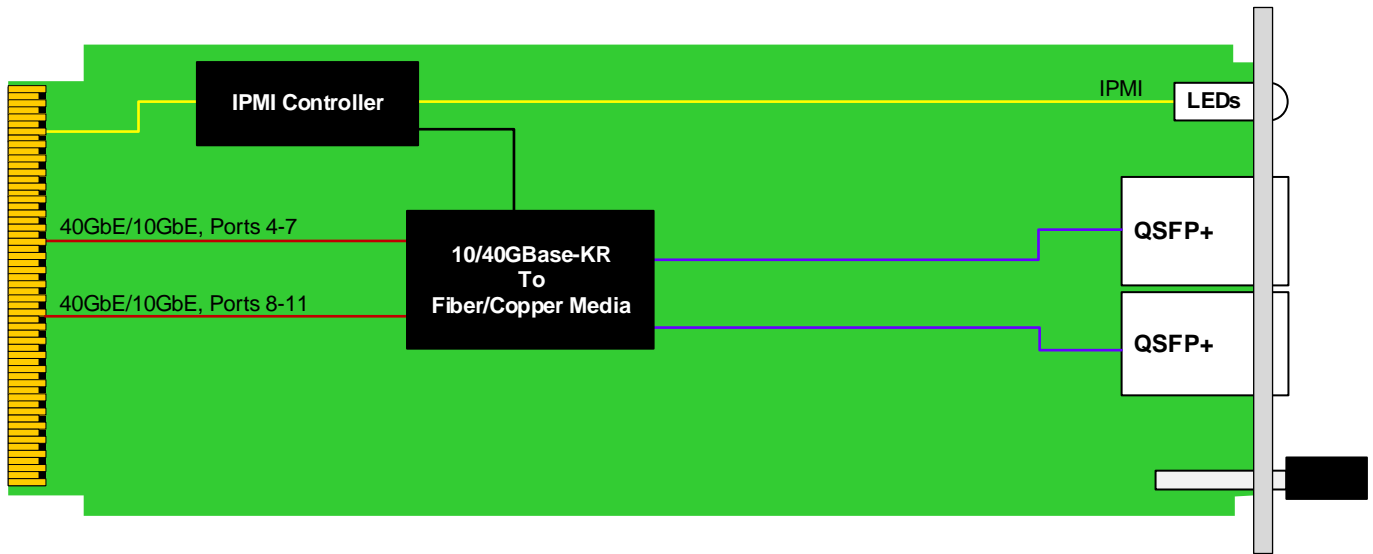 IPMI Controller
IPMI
LEDs
40GbE/10GbE, Ports 4-7
10/40GBase-KR
To
Fiber/Copper Media
QSFP+
40GbE/10GbE, Ports 8-11
QSFP+